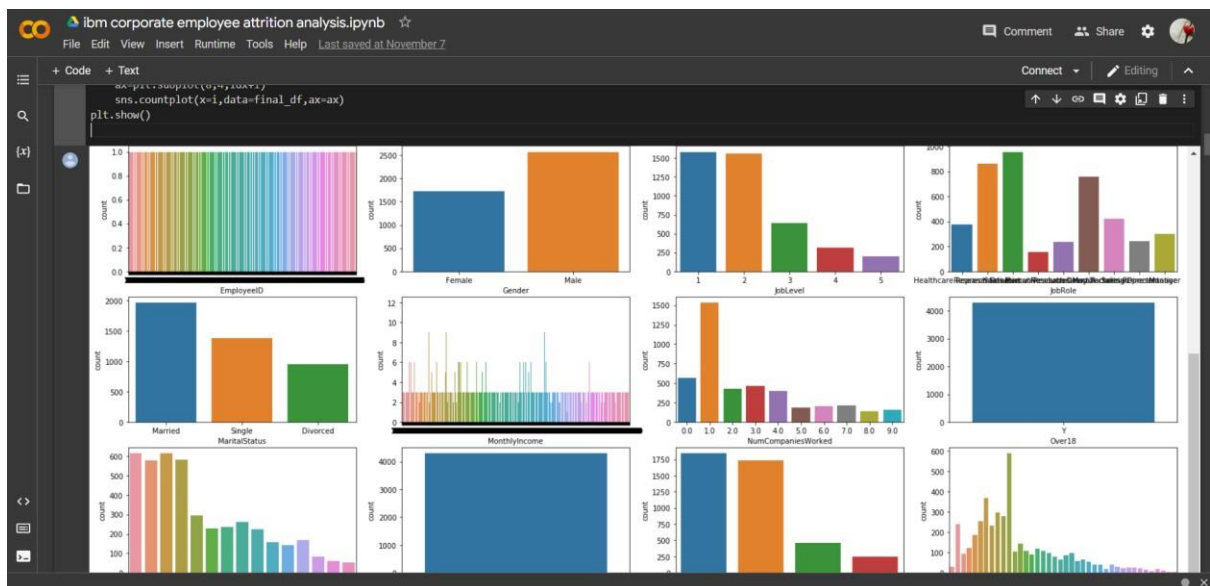 ibm corporate employee attrition analysis.ipynb
File Edit View Insert Runtime Tools Help Last saved at November 7
Comment Share
+ Code + Text
Connect Editing
ax=plt.subplot(8,4,idx+1)
sns.countplot(x=i,data=final_df,ax=ax)
plt.show()
{x}
1.0
0.8
0.6
0.4
0.2
0.0
count
EmployeeID
2500
2000
1500
1000
500
0
count
Female Male
Gender
1500
1250
1000
750
500
250
0
count
1 2 3 4 5
JobLevel
1000
800
600
400
200
0
count
JobRole
2000
1500
1000
500
0
count
Married Single Divorced
MaritalStatus
12
10
8
6
4
2
0
count
MonthlyIncome
1500
1250
1000
750
500
250
0
count
0.0 1.0 2.0 3.0 4.0 5.0 6.0 7.0 8.0 9.0
NumCompaniesWorked
4000
3000
2000
1000
0
count
Y
Over18
600
500
400
300
200
100
count
4000
3000
2000
1000
count
1750
1500
1250
1000
750
500
250
count
600
500
400
300
200
100
count